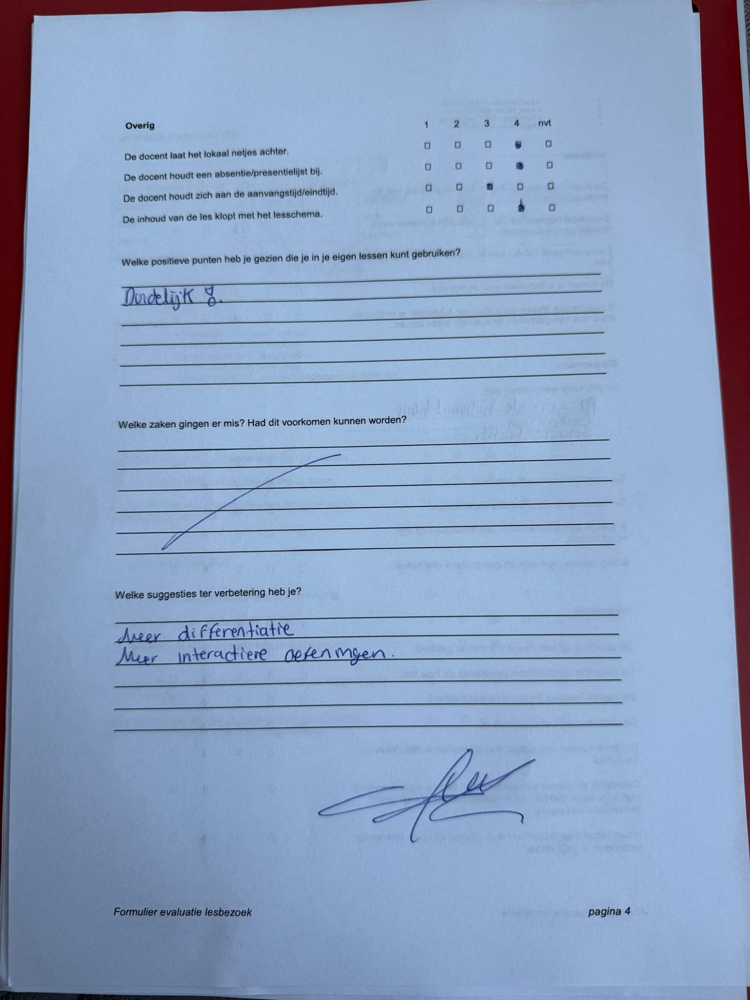 Overig 1 2 3 4 nvt
De docent laat het lokaal netjes achter.
De docent houdt een absentie/presentielijst bij.
De docent houdt zich aan de aanvangstijd/eindtijd.
De inhoud van de les klopt met het lesschema.
Welke positieve punten heb je gezien die je in je eigen lessen kunt gebruiken?
Duidelijk !.
Welke zaken gingen er mis? Had dit voorkomen kunnen worden?
Welke suggesties ter verbetering heb je?
Meer differentiatie
Meer interactieve oefeningen.
Formulier evaluatie lesbezoek pagina 4